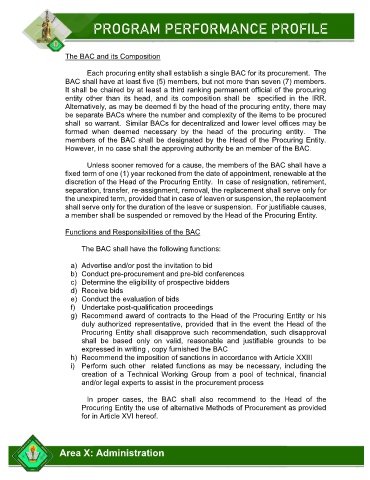 PROGRAM PERFORMANCE PROFILE
The BAC and its Composition
Each procuring entity shall establish a single BAC for its procurement. The
BAC shall have at least five (5) members, but not more than seven (7) members.
It shall be chaired by at least a third ranking permanent official of the procuring
entity other than its head, and its composition shall be specified in the IRR.
Alternatively, as may be deemed fi by the head of the procuring entity, there may
be separate BACs where the number and complexity of the items to be procured
shall so warrant. Similar BACs for decentralized and lower level offices may be
formed when deemed necessary by the head of the procuring entity. The
members of the BAC shall be designated by the Head of the Procuring Entity.
However, in no case shall the approving authority be an member of the BAC.
Unless sooner removed for a cause, the members of the BAC shall have a
fixed term of one (1) year reckoned from the date of appointment, renewable at the
discretion of the Head of the Procuring Entity. In case of resignation, retirement,
separation, transfer, re-assignment, removal, the replacement shall serve only for
the unexpired term, provided that in case of leaven or suspension, the replacement
shall serve only for the duration of the leave or suspension. For justifiable causes,
a member shall be suspended or removed by the Head of the Procuring Entity.
Functions and Responsibilities of the BAC
The BAC shall have the following functions:
a) Advertise and/or post the invitation to bid
b) Conduct pre-procurement and pre-bid conferences
c) Determine the eligibility of prospective bidders
d) Receive bids
e) Conduct the evaluation of bids
f) Undertake post-qualification proceedings
g) Recommend award of contracts to the Head of the Procuring Entity or his
duly authorized representative, provided that in the event the Head of the
Procuring Entity shall disapprove such recommendation, such disapproval
shall be based only on valid, reasonable and justifiable grounds to be
expressed in writing , copy furnished the BAC
h) Recommend the imposition of sanctions in accordance with Article XXIII
i) Perform such other related functions as may be necessary, including the
creation of a Technical Working Group from a pool of technical, financial
and/or legal experts to assist in the procurement process
In proper cases, the BAC shall also recommend to the Head of the
Procuring Entity the use of alternative Methods of Procurement as provided
for in Article XVI hereof.
Area X: Administration